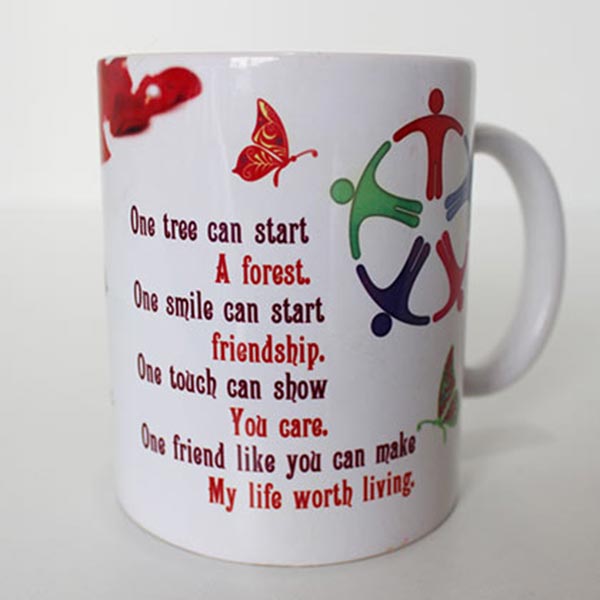 One tree can start
A forest.
One smile can start
friendship.
One touch can show
You care.
One friend like you can make
My life worth living.